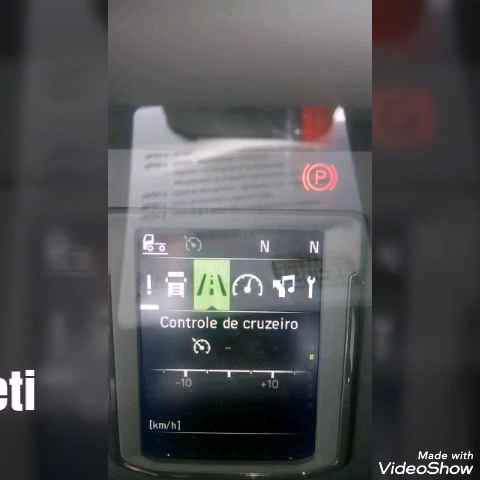 P
N N
Controle de cruzeiro
-
-10 +10
[km/h]
eti
Made with
VideoShow